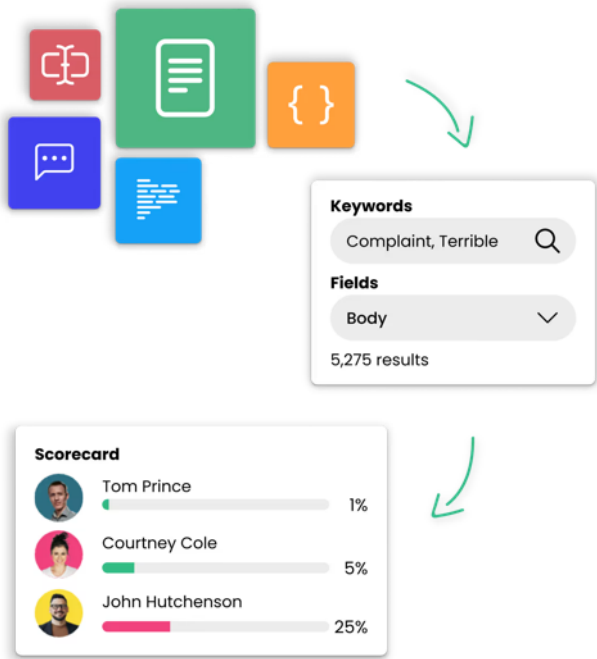 { }
Keywords
Complaint, Terrible
Fields
Body
5,275 results
Scorecard
Tom Prince
1%
Courtney Cole
5%
John Hutchenson
25%